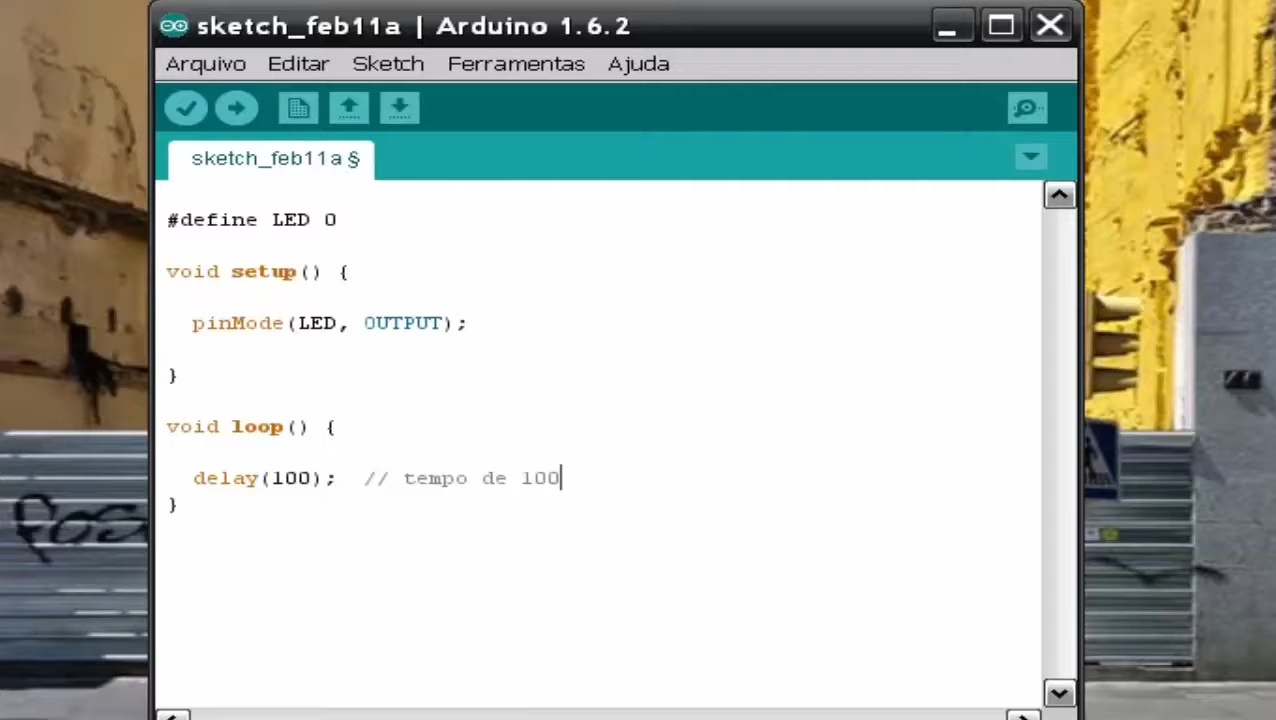 sketch_feb11a | Arduino 1.6.2
Arquivo Editar Sketch Ferramentas Ajuda
sketch_feb11a §
#define LED 0
void setup() {
pinMode(LED, OUTPUT);
}
void loop() {
delay(100); // tempo de 100
}